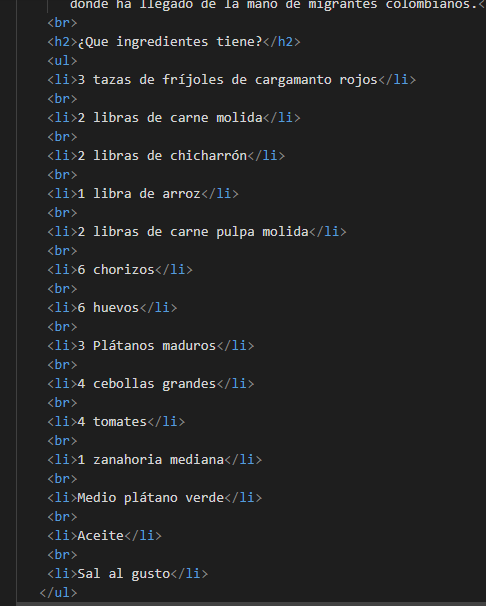 donde ha llegado de la mano de migrantes colombianos.<
<br>
<h2>¿Que ingredientes tiene?</h2>
<ul>
<li>3 tazas de fríjoles de cargamanto rojos</li>
<br>
<li>2 libras de carne molida</li>
<br>
<li>2 libras de chicharrón</li>
<br>
<li>1 libra de arroz</li>
<br>
<li>2 libras de carne pulpa molida</li>
<br>
<li>6 chorizos</li>
<br>
<li>6 huevos</li>
<br>
<li>3 Plátanos maduros</li>
<br>
<li>4 cebollas grandes</li>
<br>
<li>4 tomates</li>
<br>
<li>1 zanahoria mediana</li>
<br>
<li>Medio plátano verde</li>
<br>
<li>Aceite</li>
<br>
<li>Sal al gusto</li>
</ul>